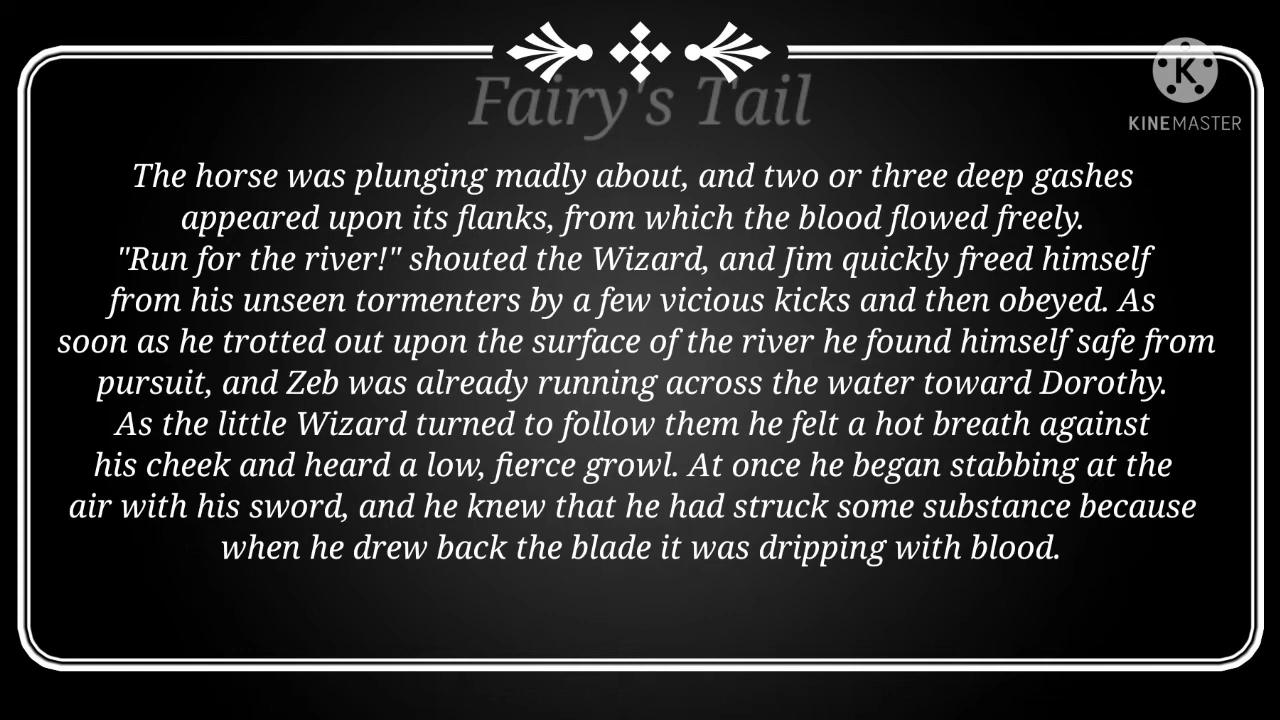 Fairy's Tail
K
KINEMASTER
The horse was plunging madly about, and two or three deep gashes
appeared upon its flanks, from which the blood flowed freely.
"Run for the river!" shouted the Wizard, and Jim quickly freed himself
from his unseen tormenters by a few vicious kicks and then obeyed. As
soon as he trotted out upon the surface of the river he found himself safe from
pursuit, and Zeb was already running across the water toward Dorothy.
As the little Wizard turned to follow them he felt a hot breath against
his cheek and heard a low, fierce growl. At once he began stabbing at the
air with his sword, and he knew that he had struck some substance because
when he drew back the blade it was dripping with blood.